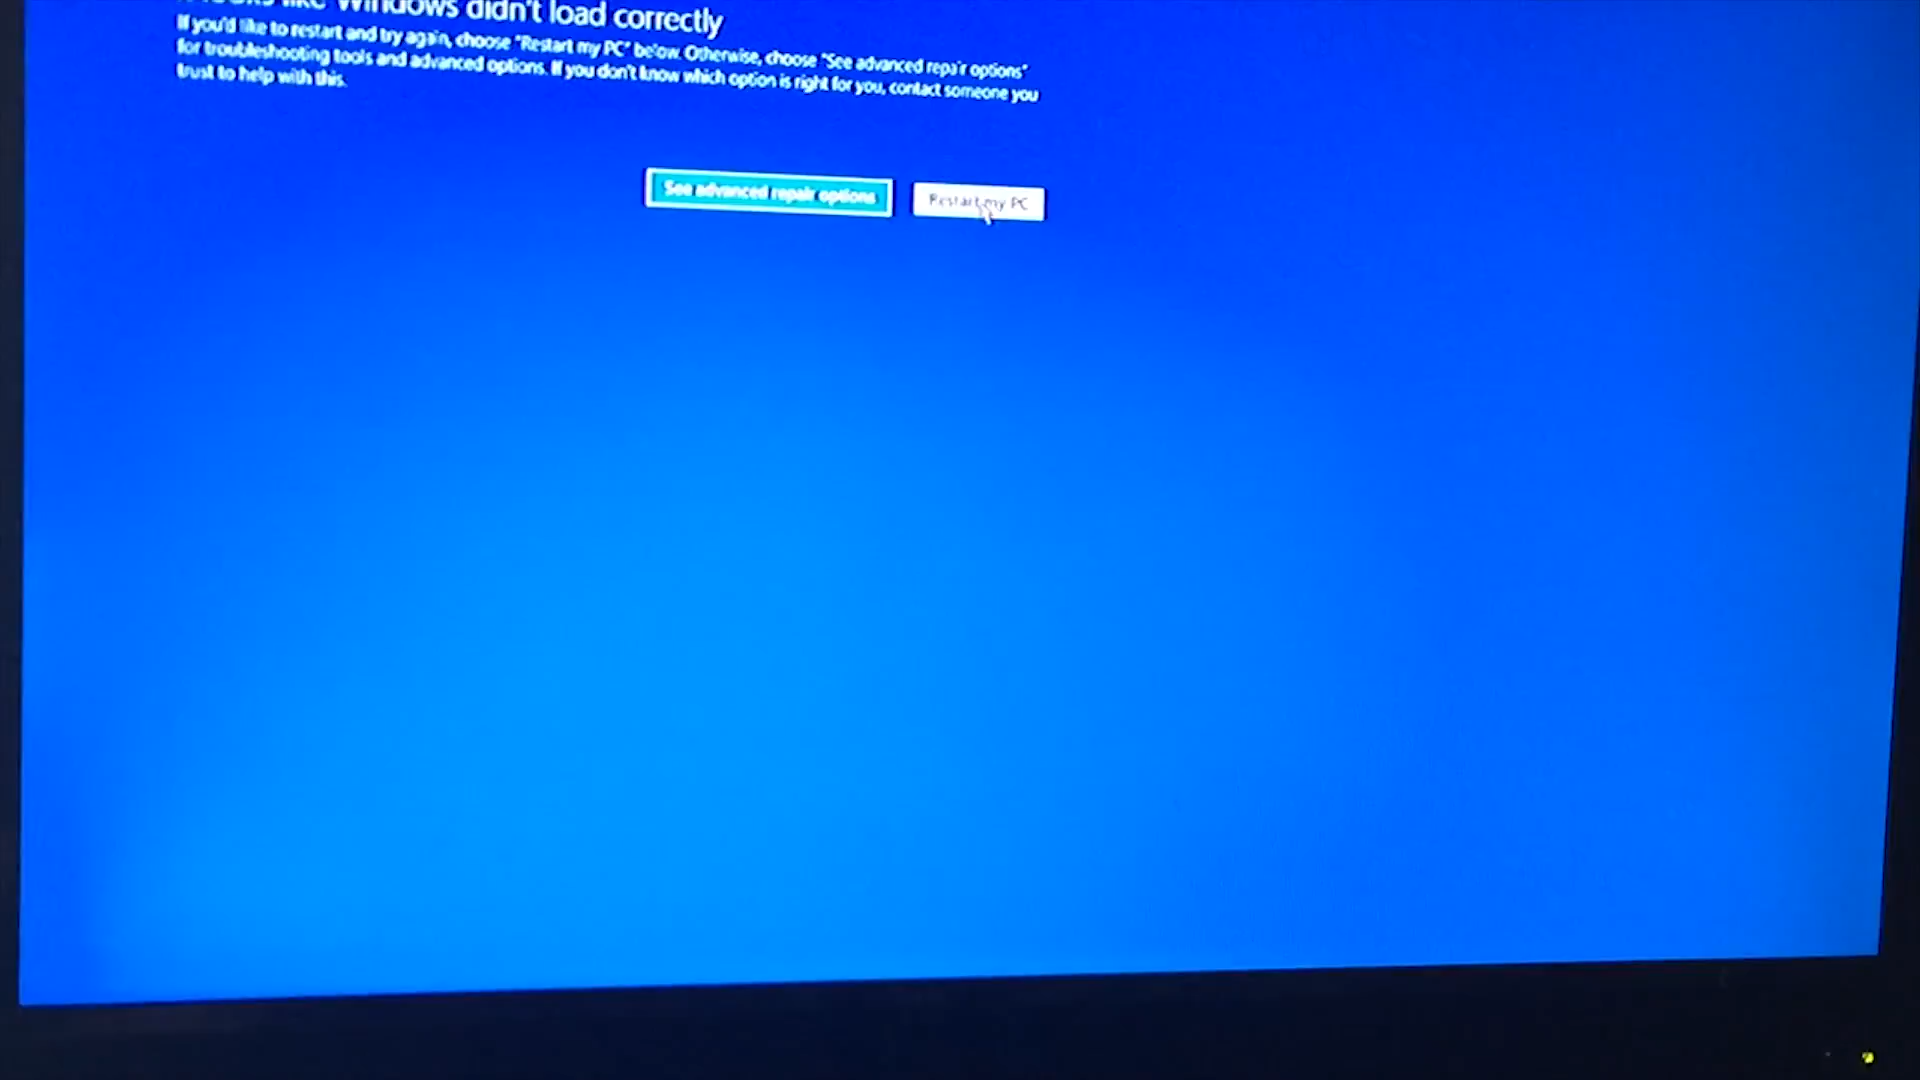 like Windows didn't load correctly
If you'd like to restart and try again, choose "Restart my PC" below. Otherwise, choose "See advanced repair options"
for troubleshooting tools and advanced options. If you don't know which option is right for you, contact someone you
trust to help with this.
See advanced repair options
Restart my PC